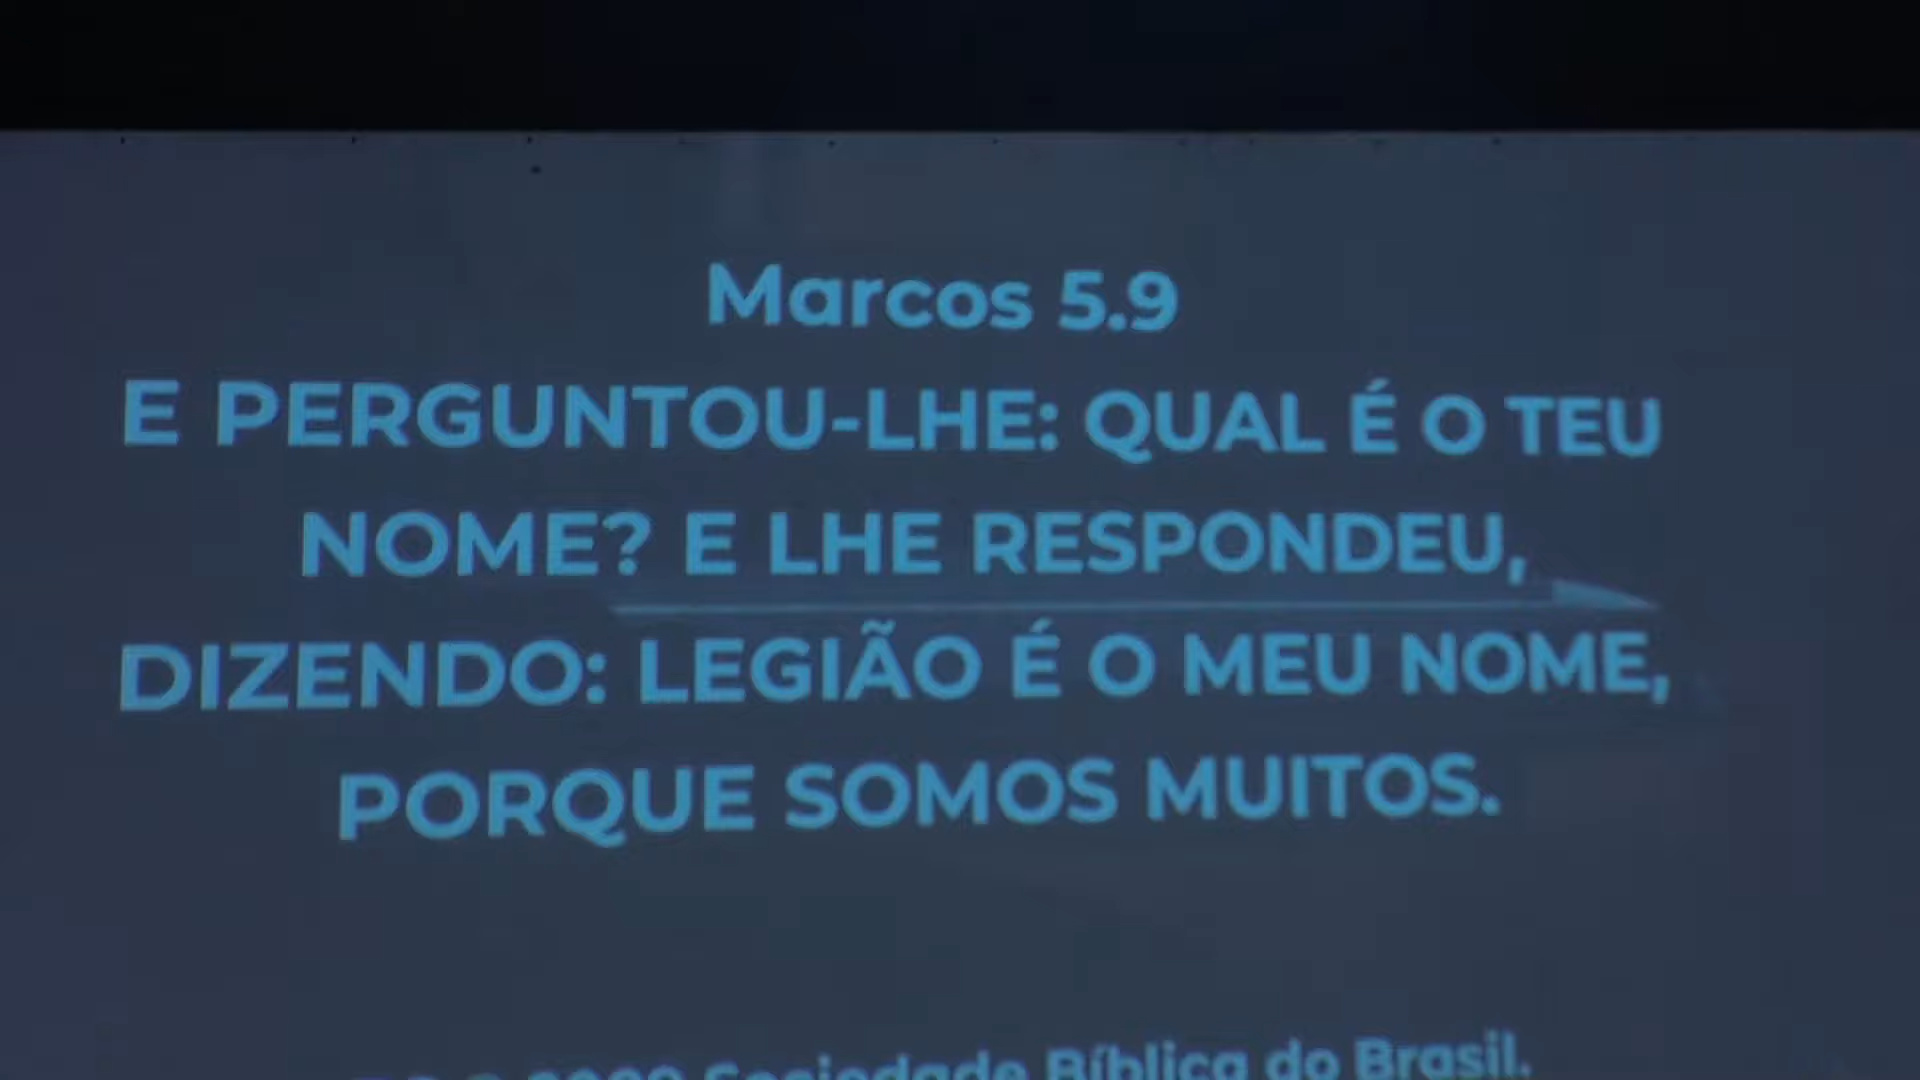 Marcos 5.9
E PERGUNTOU-LHE: QUAL É O TEU
NOME? E LHE RESPONDEU,
DIZENDO: LEGIÃO É O MEU NOME,
PORQUE SOMOS MUITOS.
Sociedade Bíblica do Brasil.